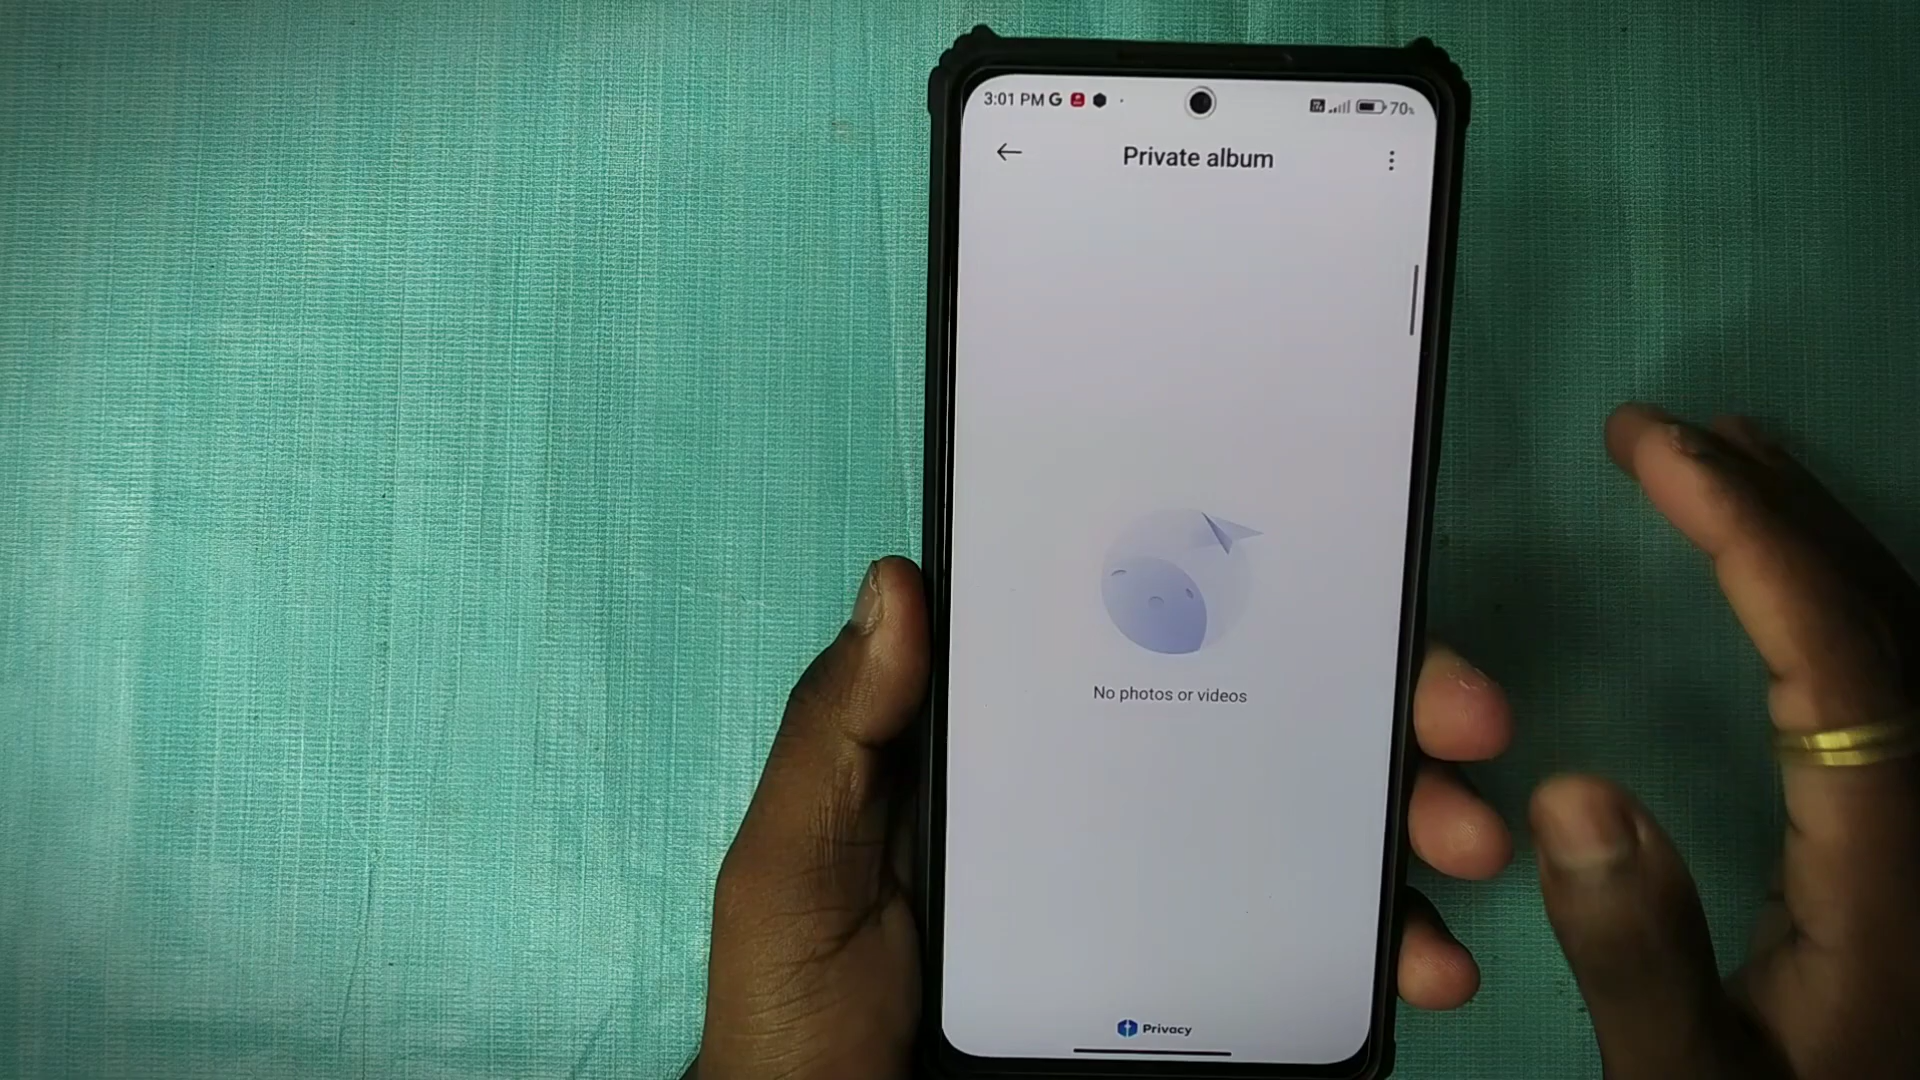 3:01 PM G 70%
Private album
No photos or videos
Privacy